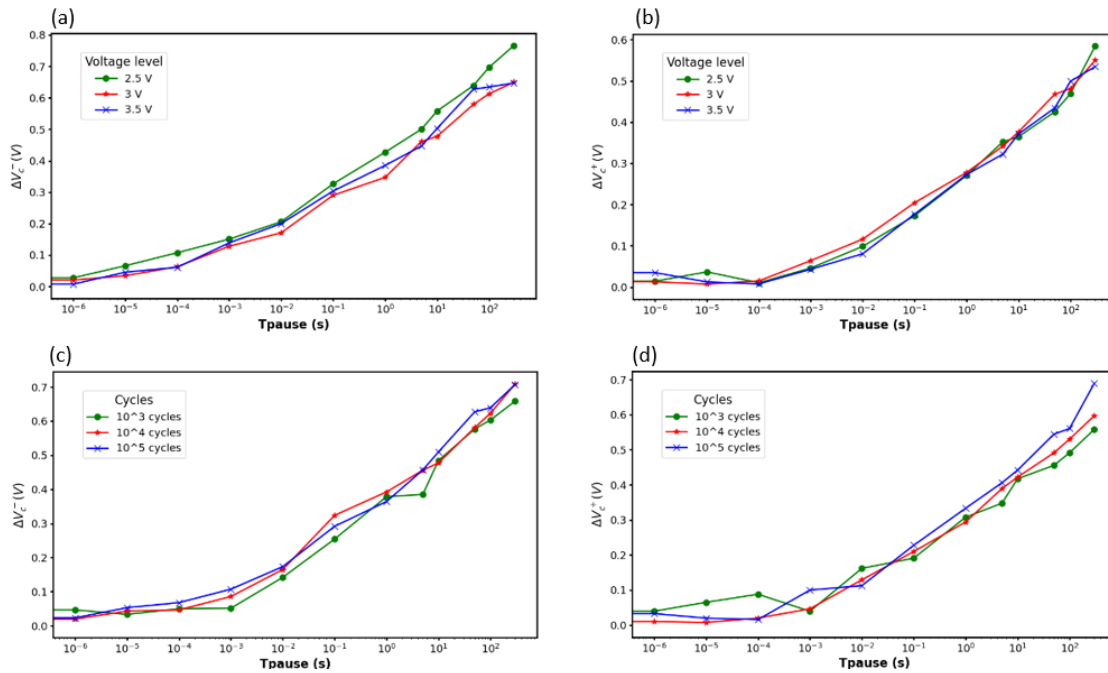 (a)
Voltage level
2.5 V
3 V
3.5 V
ΔV_c^-(V)
0.8
0.7
0.6
0.5
0.4
0.3
0.2
0.1
0.0
10^-6 10^-5 10^-4 10^-3 10^-2 10^-1 10^0 10^1 10^2
Tpause (s)
(b)
Voltage level
2.5 V
3 V
3.5 V
ΔV_c^+(V)
0.6
0.5
0.4
0.3
0.2
0.1
0.0
10^-6 10^-5 10^-4 10^-3 10^-2 10^-1 10^0 10^1 10^2
Tpause (s)
(c)
Cycles
10^3 cycles
10^4 cycles
10^5 cycles
ΔV_c^-(V)
0.7
0.6
0.5
0.4
0.3
0.2
0.1
0.0
10^-6 10^-5 10^-4 10^-3 10^-2 10^-1 10^0 10^1 10^2
Tpause (s)
(d)
Cycles
10^3 cycles
10^4 cycles
10^5 cycles
ΔV_c^+(V)
0.7
0.6
0.5
0.4
0.3
0.2
0.1
0.0
10^-6 10^-5 10^-4 10^-3 10^-2 10^-1 10^0 10^1 10^2
Tpause (s)